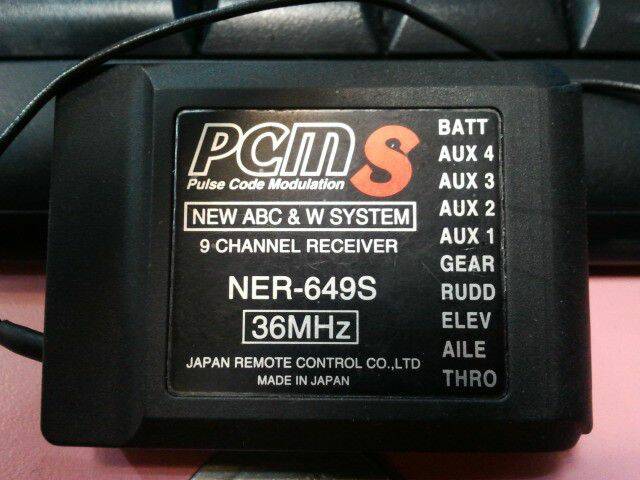 PCM S
Pulse Code Modulation
NEW ABC & W SYSTEM
9 CHANNEL RECEIVER
NER-649S
36MHz
JAPAN REMOTE CONTROL CO.,LTD
MADE IN JAPAN
BATT
AUX 4
AUX 3
AUX 2
AUX 1
GEAR
RUDD
ELEV
AILE
THRO